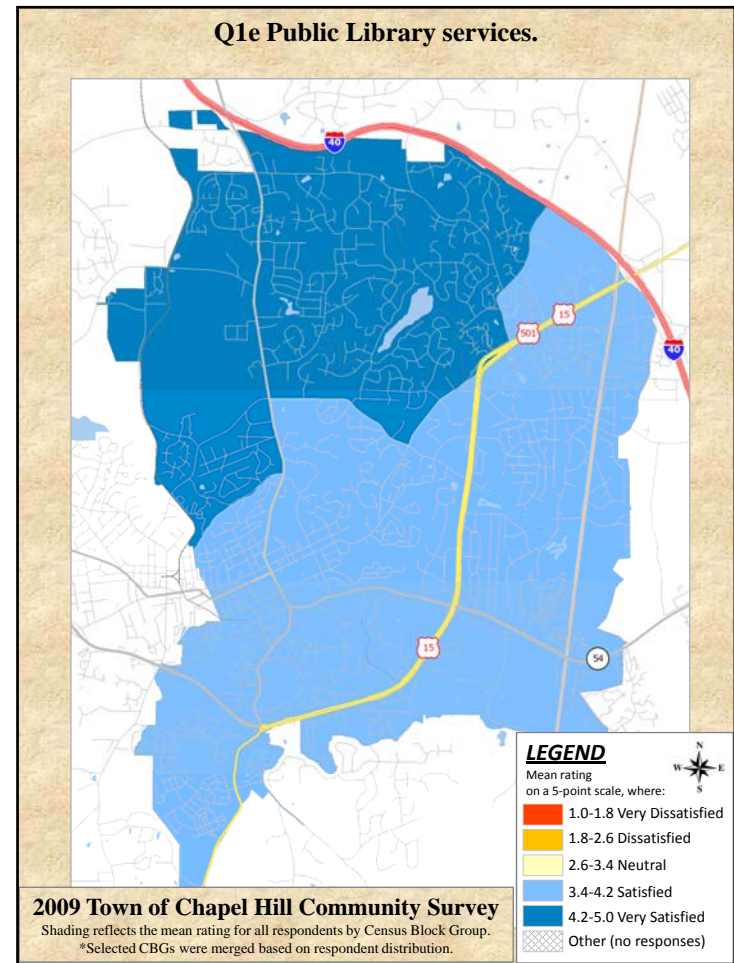 Q1e Public Library services.
40
15
501
40
15
54
LEGEND
N
W E
S
Mean rating
on a 5-point scale, where:
1.0-1.8 Very Dissatisfied
1.8-2.6 Dissatisfied
2.6-3.4 Neutral
3.4-4.2 Satisfied
4.2-5.0 Very Satisfied
Other (no responses)
2009 Town of Chapel Hill Community Survey
Shading reflects the mean rating for all respondents by Census Block Group.
*Selected CBGs were merged based on respondent distribution.